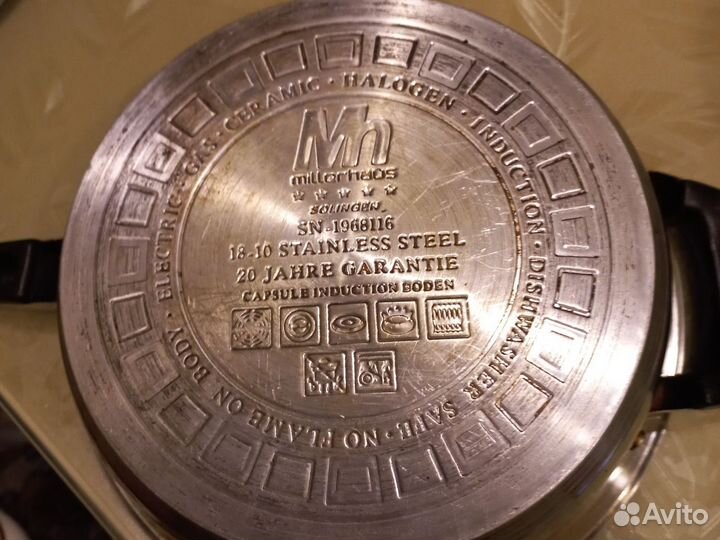 Mh
millerhaus
SOLINGEN
SN-1968116
18-10 STAINLESS STEEL
20 JAHRE GARANTIE
CAPSULE INDUCTION BODEN
ELECTRIC · GAS · CERAMIC · HALOGEN · INDUCTION · DISHWASHER SAFE · NO FLAME ON BODY ·
Avito